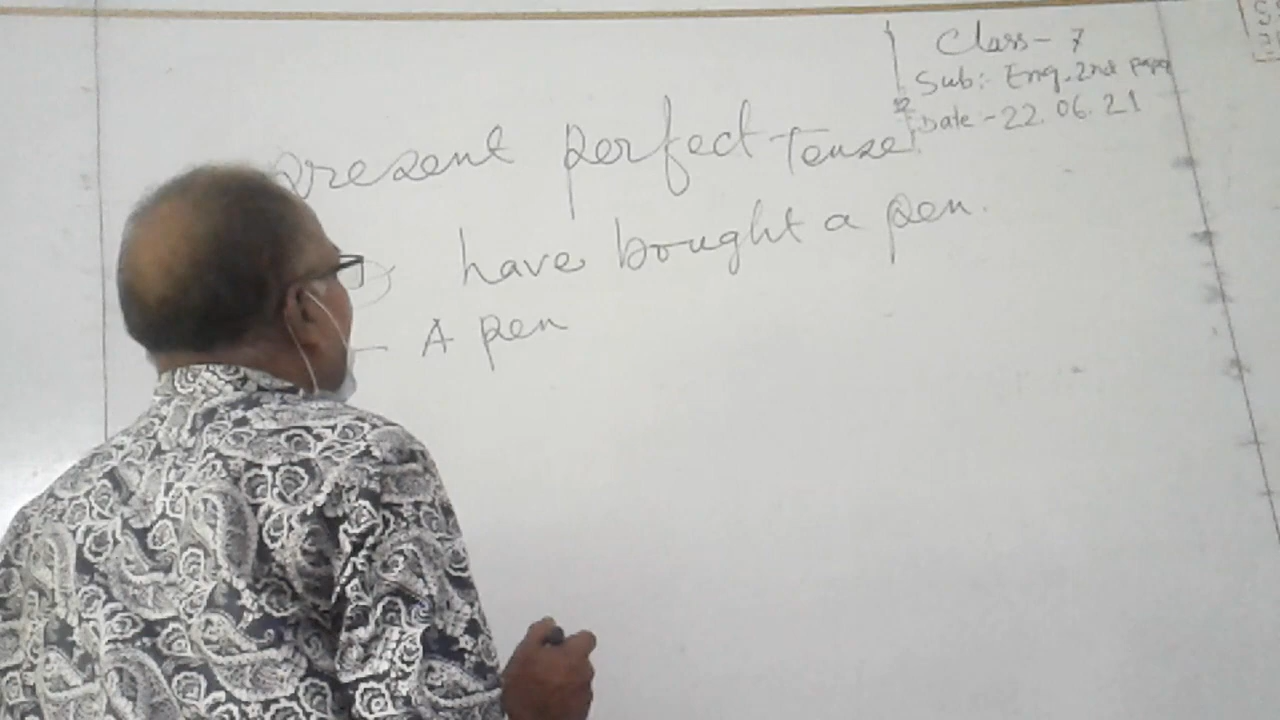 Class- 7
Sub:- Eng. 2nd paper
Date:- 22.06.21
present perfect Tense
have bought a pen.
— A pen